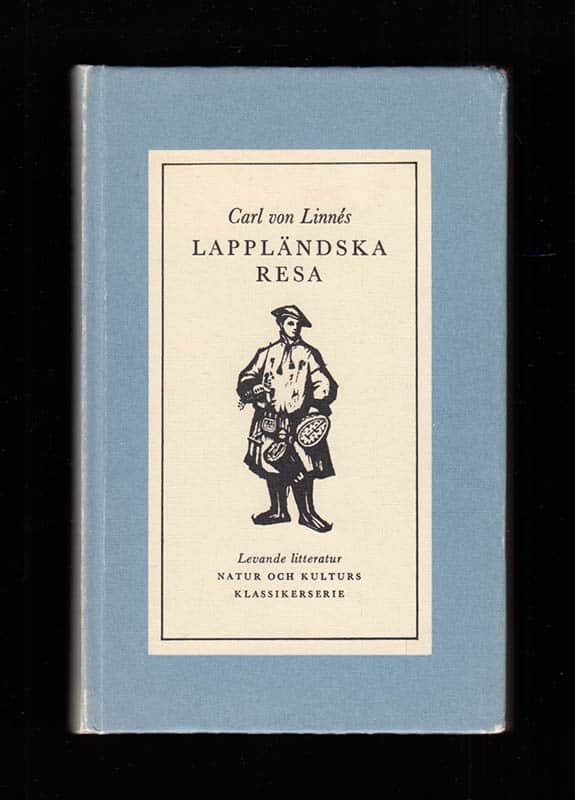 Carl von Linnés
LAPPLÄNDSKA
RESA
Levande litteratur
NATUR OCH KULTURS
KLASSIKERSERIE